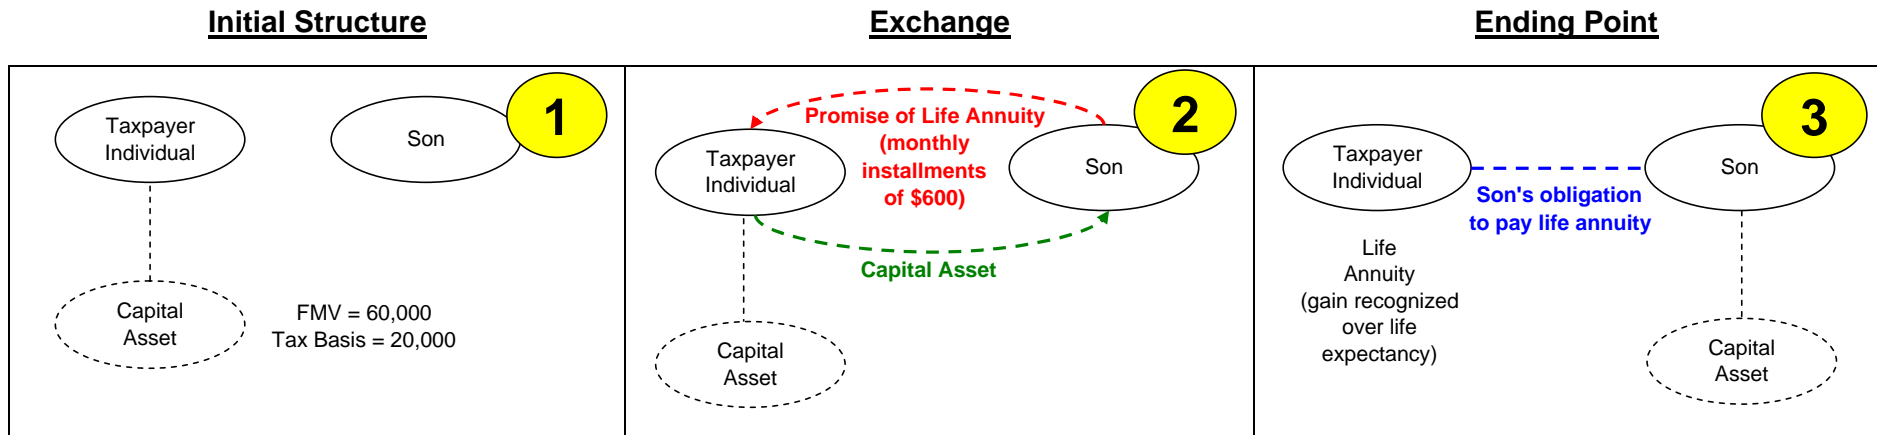 Initial Structure
Exchange
Ending Point
Taxpayer
Individual
Son
1
Capital
Asset
FMV = 60,000
Tax Basis = 20,000
Promise of Life Annuity
(monthly
installments
of $600)
2
Taxpayer
Individual
Son
Capital Asset
Capital
Asset
3
Taxpayer
Individual
Son
Son's obligation
to pay life annuity
Life
Annuity
(gain recognized
over life
expectancy)
Capital
Asset